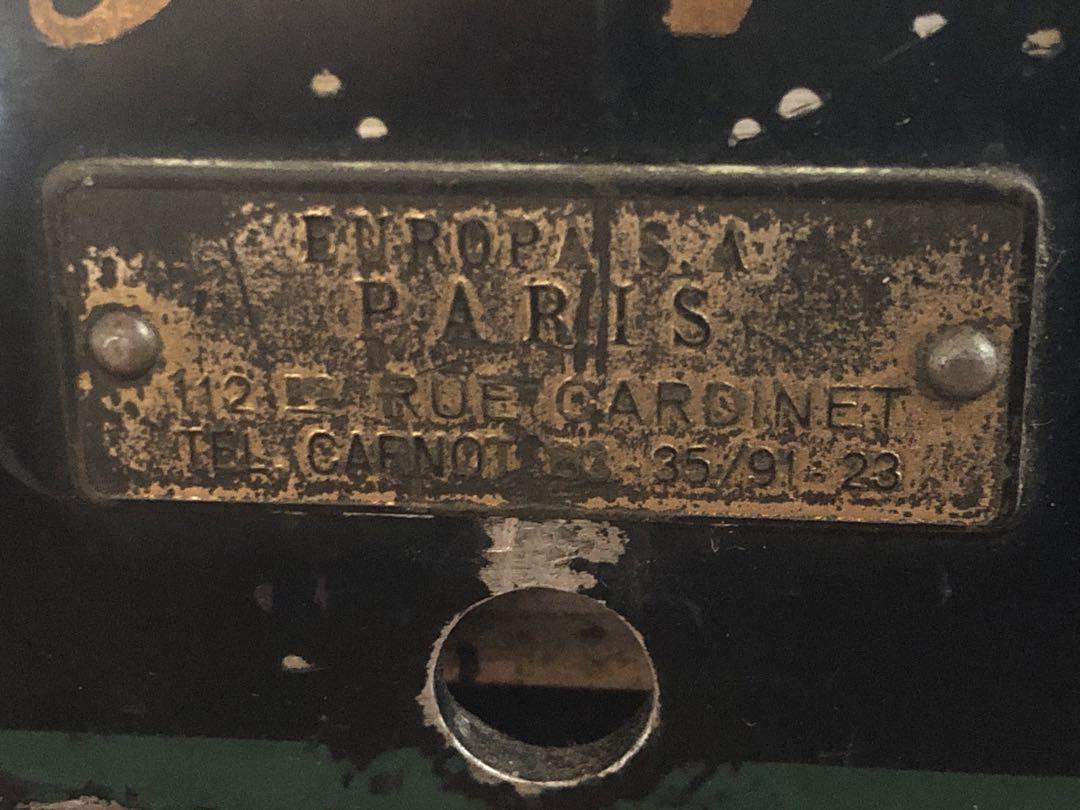 EUROPA S.A
PARIS
112 RUE CARDINET
TEL. CARNOT 35/91-23